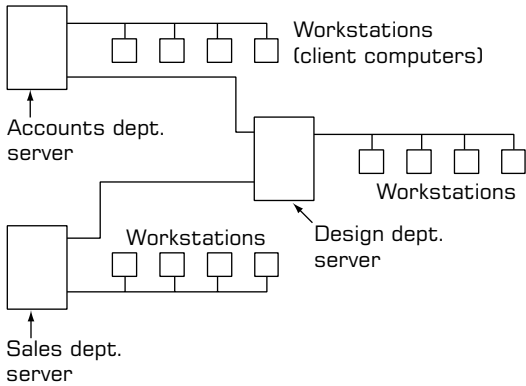 Workstations
(client computers)
Accounts dept.
server
Workstations
Design dept.
server
Workstations
Sales dept.
server